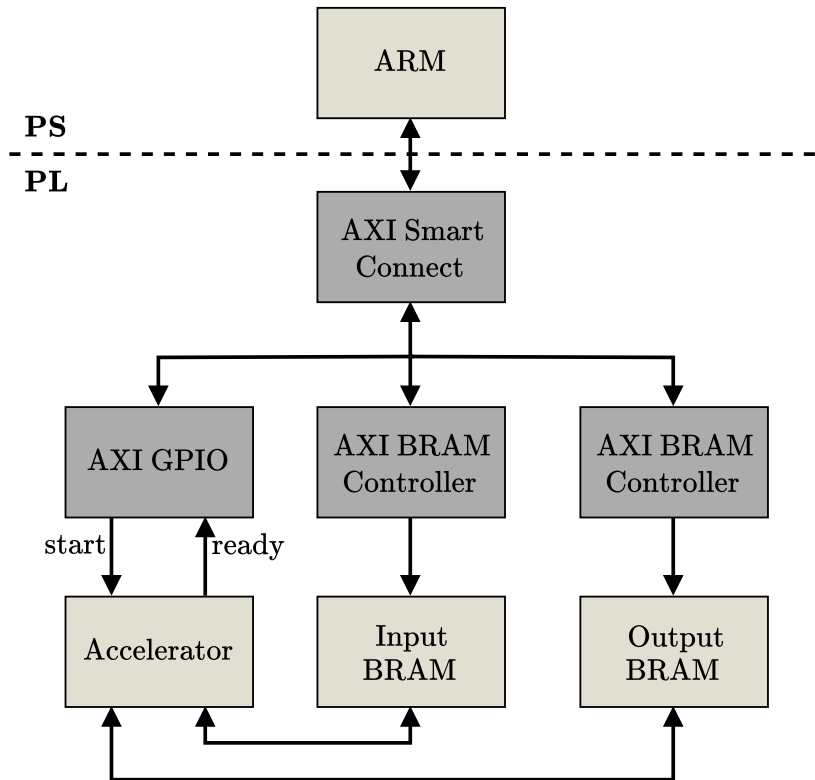 ARM
PS
PL
AXI Smart
Connect
AXI GPIO
AXI BRAM
Controller
AXI BRAM
Controller
start
ready
Accelerator
Input
BRAM
Output
BRAM